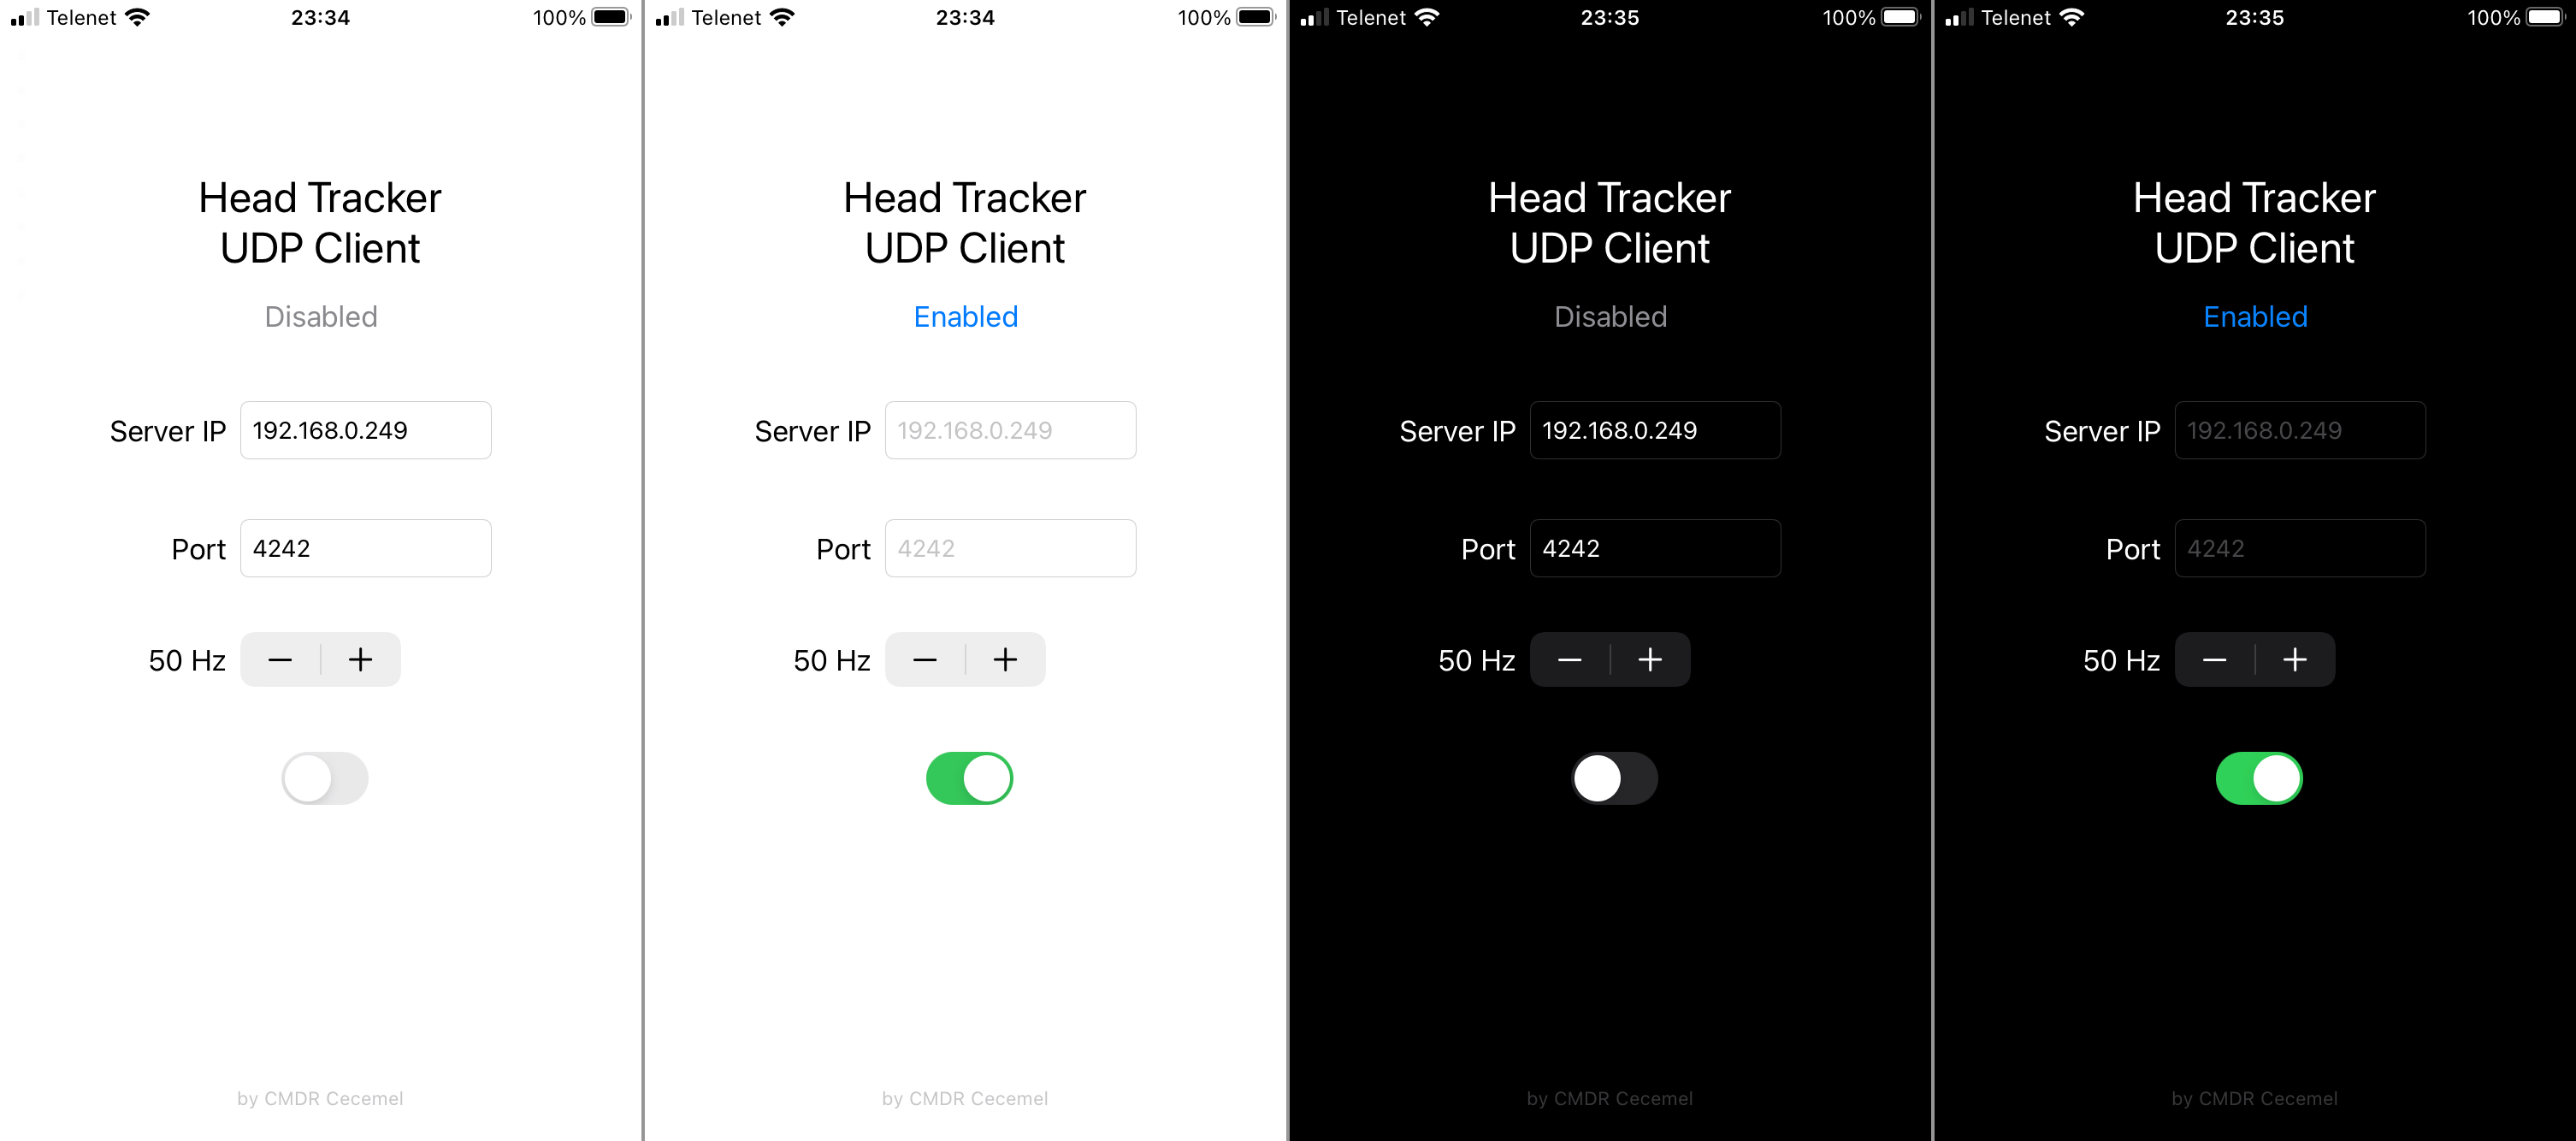 Telenet 23:34 100%
Head Tracker
UDP Client
Disabled
Server IP 192.168.0.249
Port 4242
50 Hz − +
by CMDR Cecemel
Telenet 23:34 100%
Head Tracker
UDP Client
Enabled
Server IP 192.168.0.249
Port 4242
50 Hz − +
by CMDR Cecemel
Telenet 23:35 100%
Head Tracker
UDP Client
Disabled
Server IP 192.168.0.249
Port 4242
50 Hz − +
by CMDR Cecemel
Telenet 23:35 100%
Head Tracker
UDP Client
Enabled
Server IP 192.168.0.249
Port 4242
50 Hz − +
by CMDR Cecemel